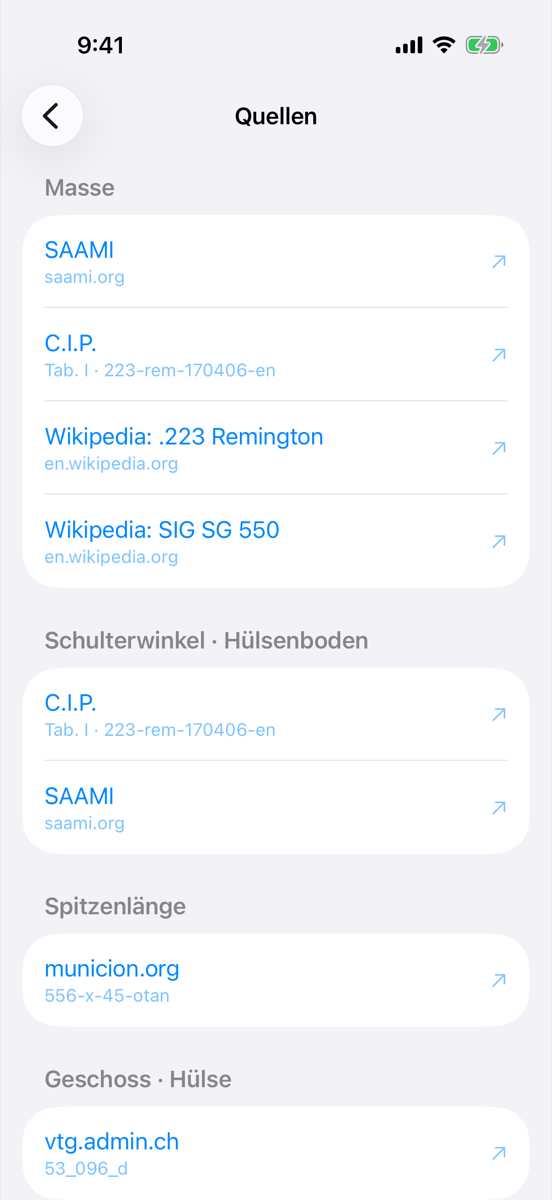 9:41
Quellen
Masse
SAAMI
saami.org
C.I.P.
Tab. I · 223-rem-170406-en
Wikipedia: .223 Remington
en.wikipedia.org
Wikipedia: SIG SG 550
en.wikipedia.org
Schulterwinkel · Hülsenboden
C.I.P.
Tab. I · 223-rem-170406-en
SAAMI
saami.org
Spitzenlänge
municion.org
556-x-45-otan
Geschoss · Hülse
vtg.admin.ch
53_096_d